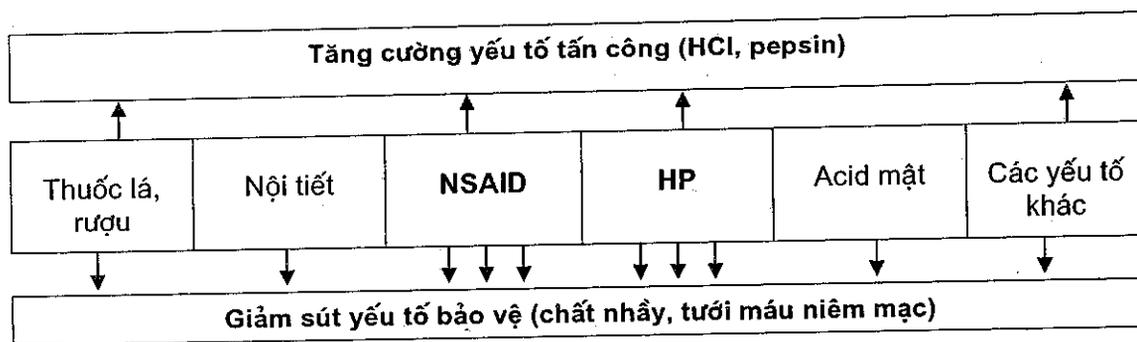 Tăng cường yếu tố tấn công (HCl, pepsin)
Thuốc lá,
rượu
Nội tiết
NSAID
HP
Acid mật
Các yếu tố
khác
Giảm sút yếu tố bảo vệ (chất nhầy, tưới máu niêm mạc)